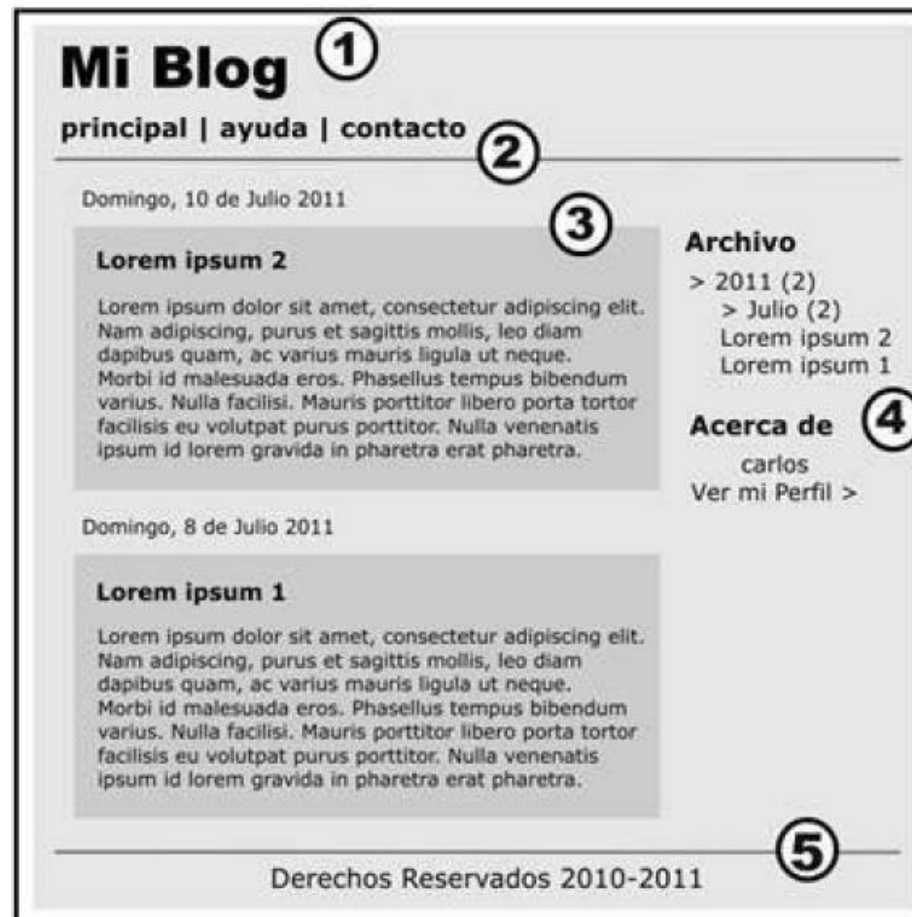 Mi Blog 1
principal | ayuda | contacto
2
Domingo, 10 de Julio 2011
3
Lorem ipsum 2
Lorem ipsum dolor sit amet, consectetur adipiscing elit.
Nam adipiscing, purus et sagittis mollis, leo diam
dapibus quam, ac varius mauris ligula ut neque.
Morbi id malesuada eros. Phasellus tempus bibendum
varius. Nulla facilisi. Mauris porttitor libero porta tortor
facilisis eu volutpat purus porttitor. Nulla venenatis
ipsum id lorem gravida in pharetra erat pharetra.
Domingo, 8 de Julio 2011
Lorem ipsum 1
Lorem ipsum dolor sit amet, consectetur adipiscing elit.
Nam adipiscing, purus et sagittis mollis, leo diam
dapibus quam, ac varius mauris ligula ut neque.
Morbi id malesuada eros. Phasellus tempus bibendum
varius. Nulla facilisi. Mauris porttitor libero porta tortor
facilisis eu volutpat purus porttitor. Nulla venenatis
ipsum id lorem gravida in pharetra erat pharetra.
Archivo
> 2011 (2)
> Julio (2)
Lorem ipsum 2
Lorem ipsum 1
Acerca de 4
carlos
Ver mi Perfil >
5
Derechos Reservados 2010-2011